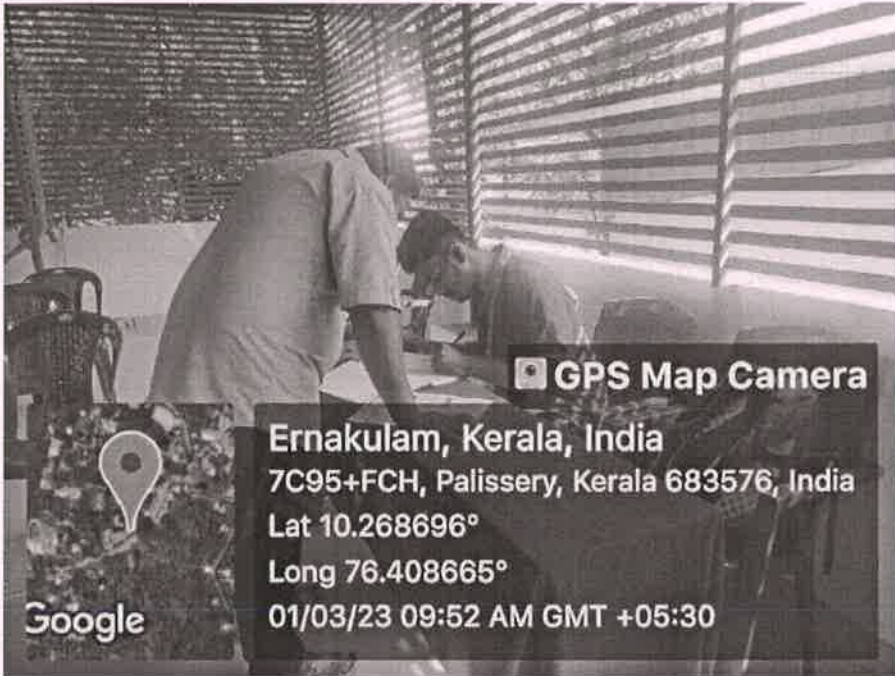 GPS Map Camera
Ernakulam, Kerala, India
7C95+FCH, Palissery, Kerala 683576, India
Lat 10.268696°
Long 76.408665°
01/03/23 09:52 AM GMT +05:30
Google